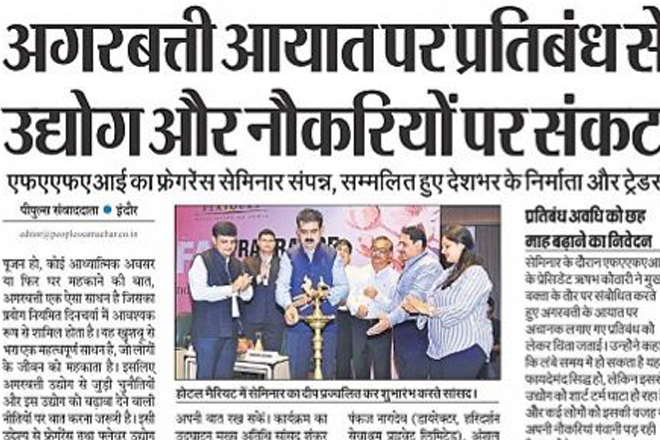 अगरबत्ती आयात पर प्रतिबंध से
उद्योग और नौकरियों पर संकट
एफएएफएआई का फ्रेगरेंस सेमिनार संपन्न, सम्मलित हुए देशभर के निर्माता और ट्रेडर्स
पीपुल्स संवाददाता ● इंदौर
editor@peoplessamachar.co.in
पूजन हो, कोई आध्यात्मिक अवसर
या फिर घर महकाने की बात,
अगरबत्ती एक ऐसा साधन है जिसका
प्रयोग नियमित दिनचर्या में आवश्यक
रूप से शामिल होता है। यह खुशबू से
भरा एक महत्वपूर्ण साधन है, जो लोगों
के जीवन को महकाता है। इसलिए
अगरबत्ती उद्योग से जुड़ी चुनौतियों
और इस उद्योग को बढ़ावा देने वाली
नीतियों पर बात करना जरूरी है। इसी
उद्देश्य से फ्रेगरेंस तथा फ्लेवर उद्योग
होटल मैरियट में सेमिनार का दीप प्रज्वलित कर शुभारंभ करते सांसद।
अपनी बात रख सकें। कार्यक्रम का
उद्घाटन मुख्य अतिथि सांसद शंकर
पंकज नागदेव (डायरेक्टर, हरिदर्शन
सेवाश्रम प्राइवेट लिमिटेड),
प्रतिबंध अवधि को छह
माह बढ़ाने का निवेदन
सेमिनार के दौरान एफएएफएआई
के प्रेसिडेंट ऋषभ कोठारी ने मुख्य
वक्ता के तौर पर संबोधित करते
हुए अगरबत्ती के आयात पर
अचानक लगाए गए प्रतिबंध को
लेकर चिंता जताई। उन्होंने कहा
कि लंबे समय में हो सकता है यह
फायदेमंद सिद्ध हो, लेकिन इससे
उद्योग को शार्ट टर्म घाटा हो रहा
और कई लोगों को इसकी वजह
अपनी नौकरियां गंवानी पड़ रही